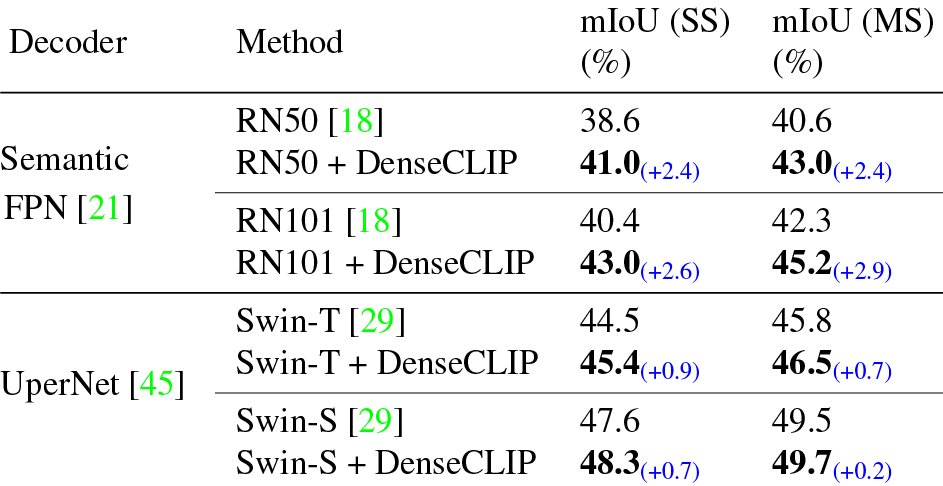 Decoder Method mIoU (SS) (%) mIoU (MS) (%)
Semantic FPN [21]
RN50 [18] 38.6 40.6
RN50 + DenseCLIP 41.0(+2.4) 43.0(+2.4)
RN101 [18] 40.4 42.3
RN101 + DenseCLIP 43.0(+2.6) 45.2(+2.9)
UperNet [45]
Swin-T [29] 44.5 45.8
Swin-T + DenseCLIP 45.4(+0.9) 46.5(+0.7)
Swin-S [29] 47.6 49.5
Swin-S + DenseCLIP 48.3(+0.7) 49.7(+0.2)